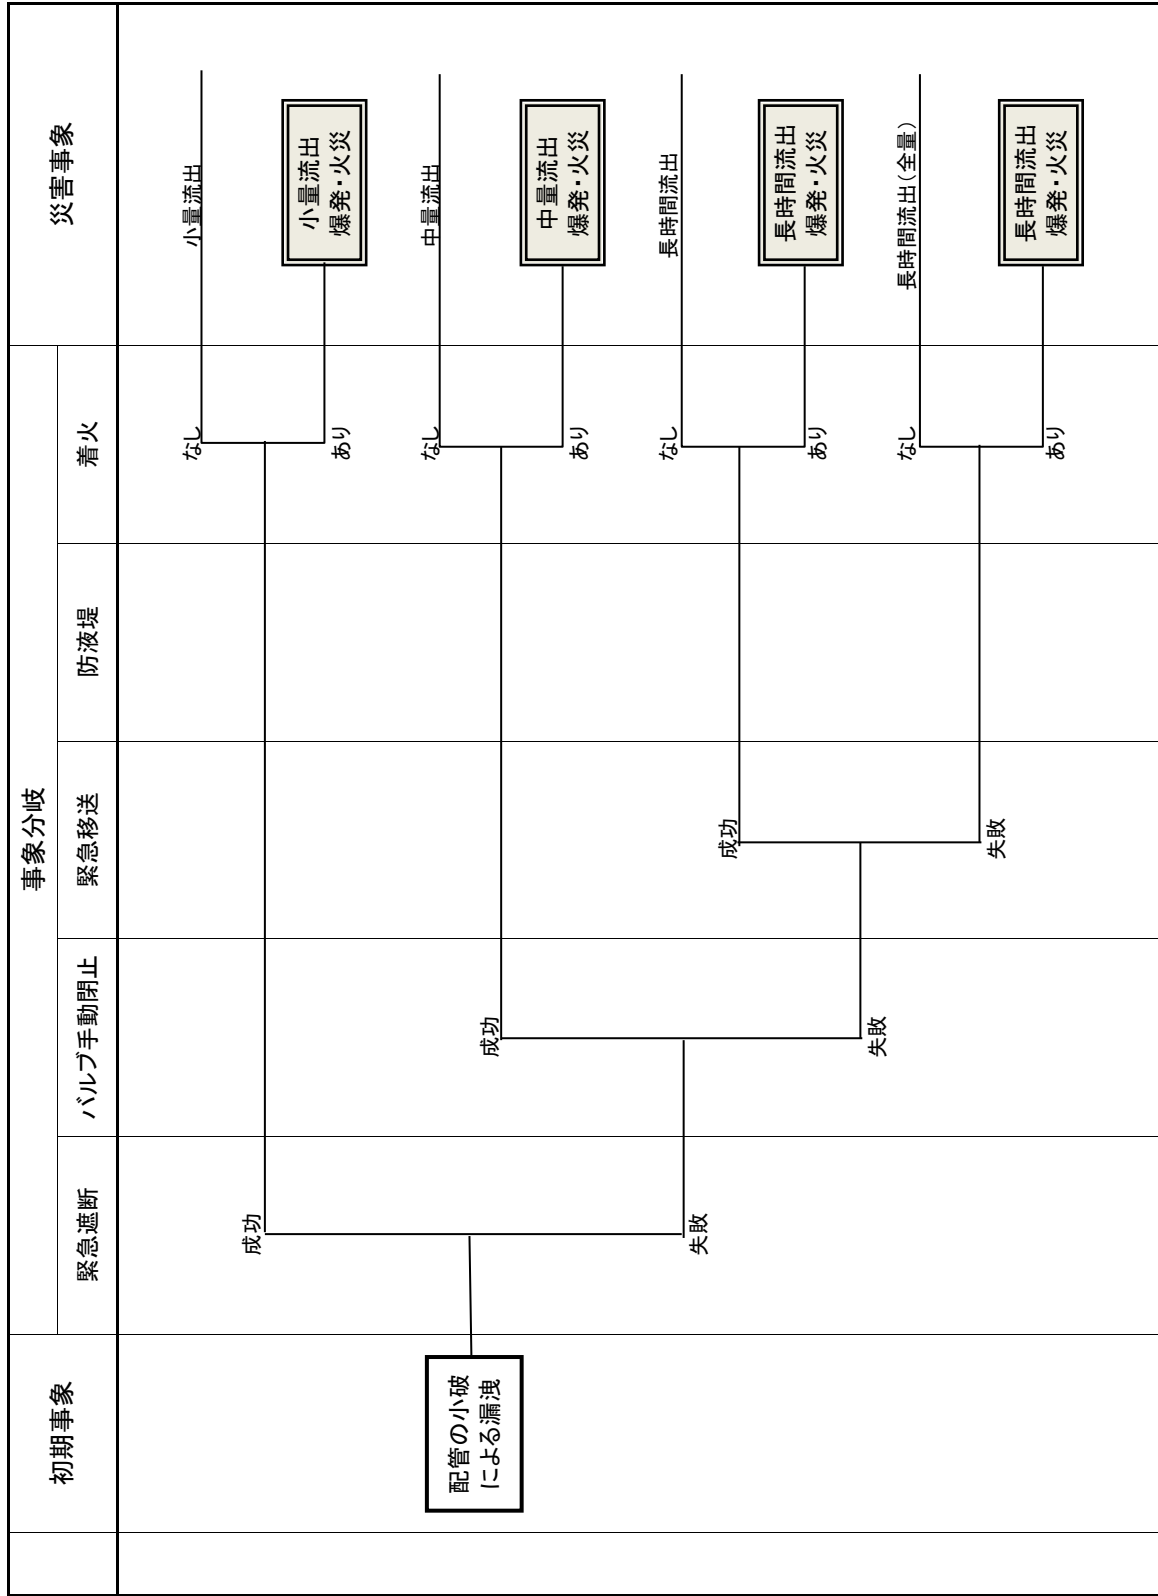 初期事象
事象分岐
災害事象
緊急遮断
バルブ手動閉止
緊急移送
防液堤
着火
配管の小破
による漏洩
成功
失敗
成功
失敗
成功
失敗
なし
あり
なし
あり
なし
あり
なし
あり
小量流出
小量流出
爆発・火災
中量流出
中量流出
爆発・火災
長時間流出
長時間流出
爆発・火災
長時間流出(全量)
長時間流出
爆発・火災